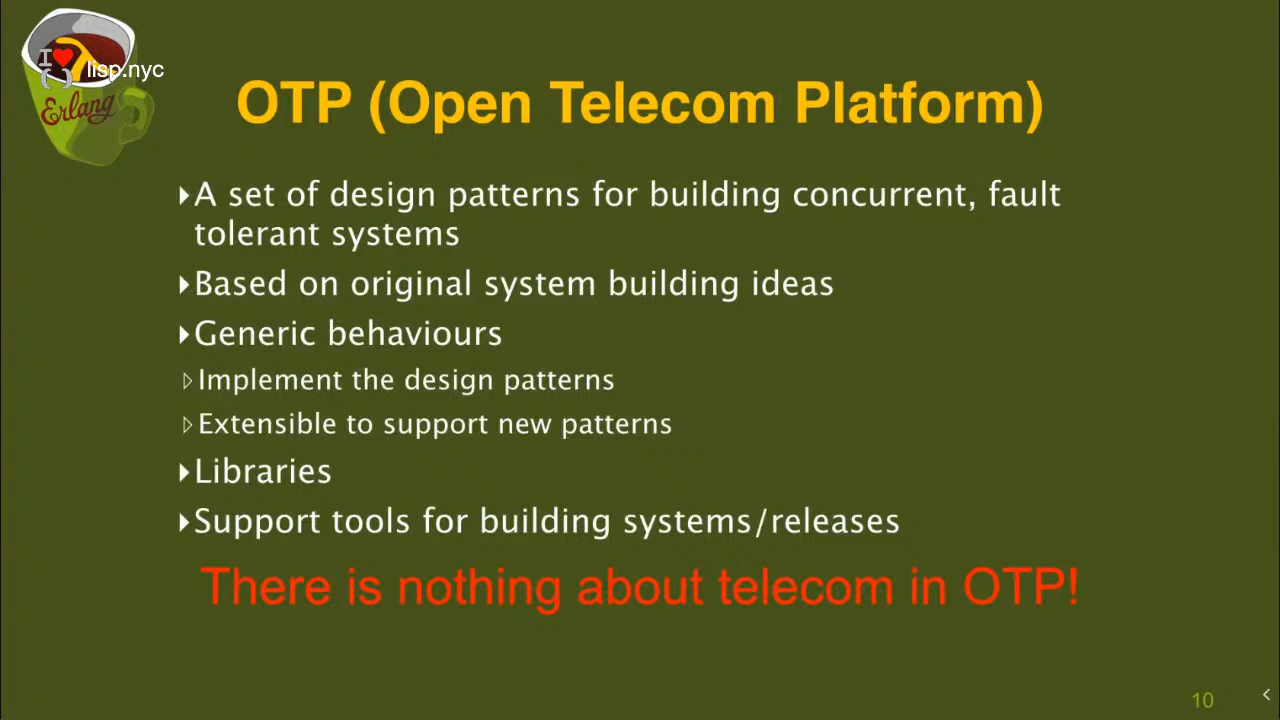 I ♥ lisp.nyc
( )
Erlang
OTP (Open Telecom Platform)
A set of design patterns for building concurrent, fault
tolerant systems
Based on original system building ideas
Generic behaviours
Implement the design patterns
Extensible to support new patterns
Libraries
Support tools for building systems/releases
There is nothing about telecom in OTP!
10